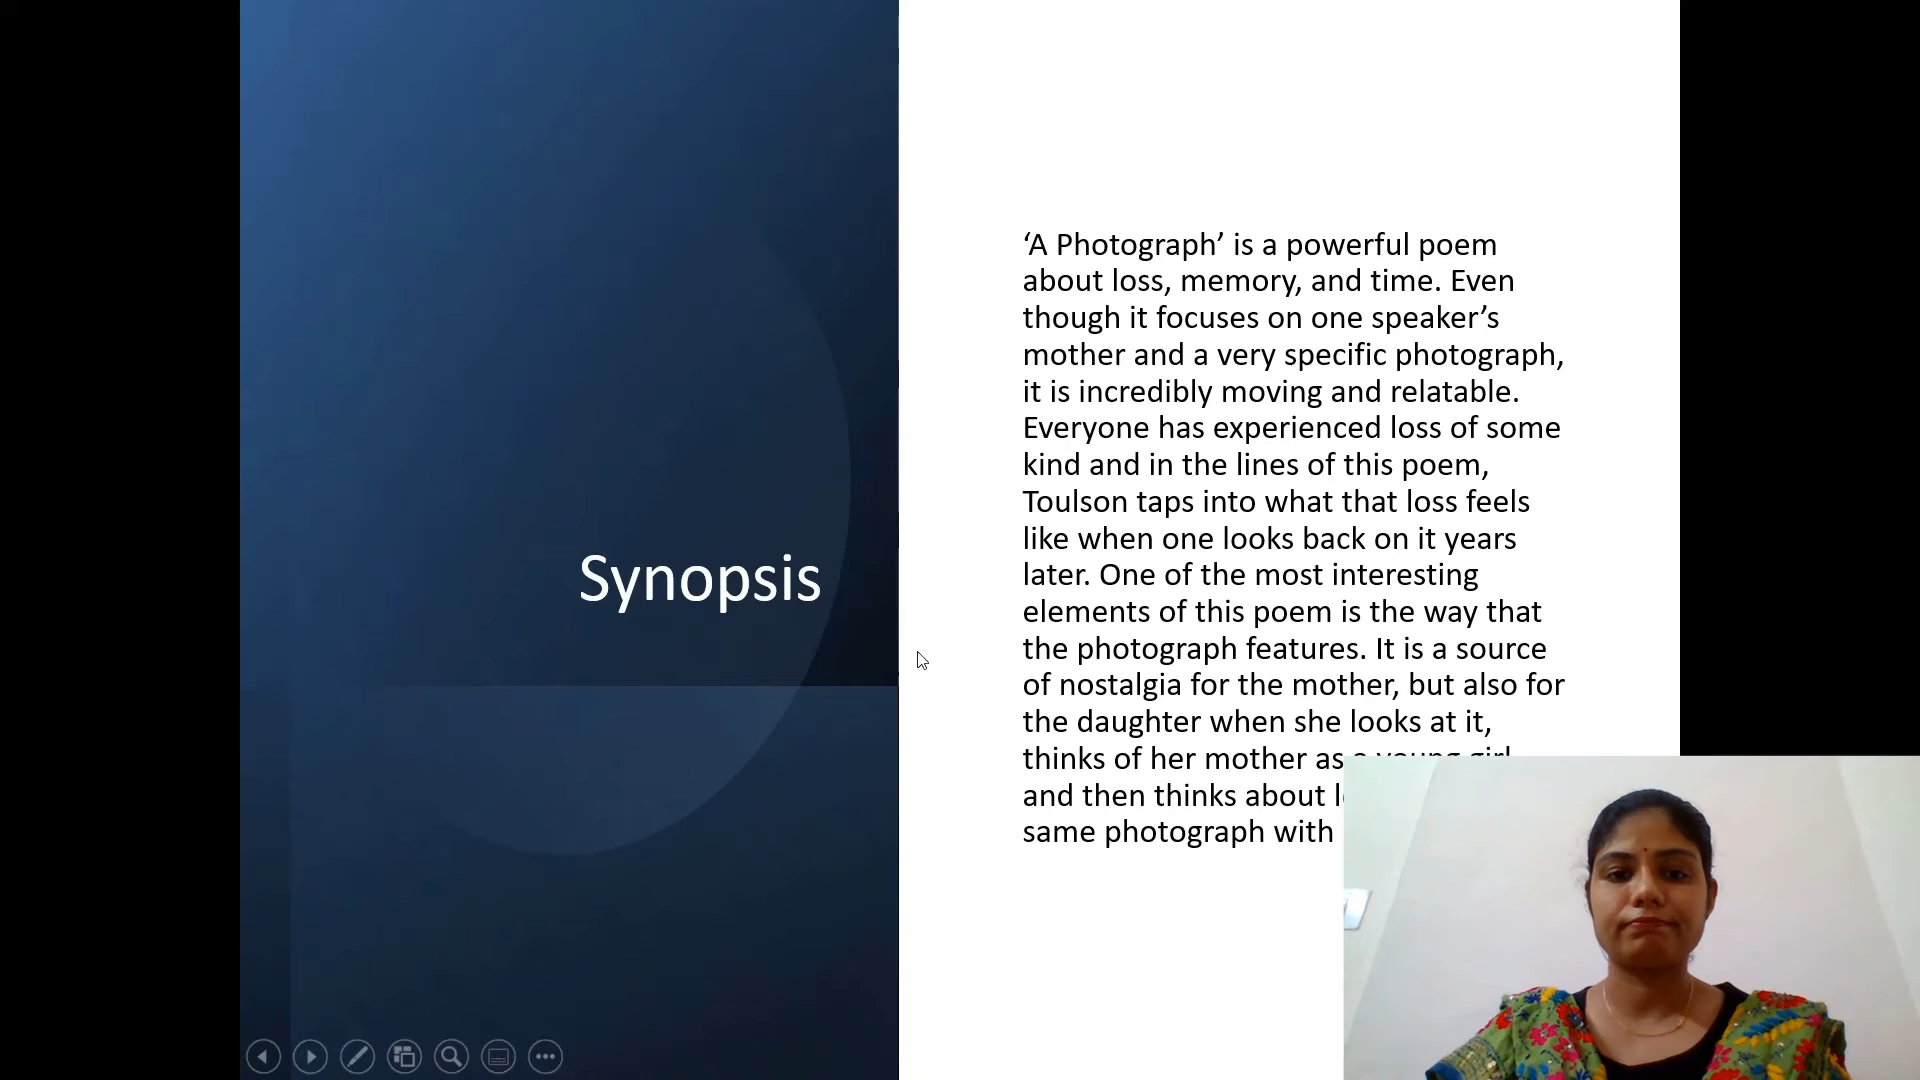 Synopsis
‘A Photograph’ is a powerful poem
about loss, memory, and time. Even
though it focuses on one speaker’s
mother and a very specific photograph,
it is incredibly moving and relatable.
Everyone has experienced loss of some
kind and in the lines of this poem,
Toulson taps into what that loss feels
like when one looks back on it years
later. One of the most interesting
elements of this poem is the way that
the photograph features. It is a source
of nostalgia for the mother, but also for
the daughter when she looks at it,
thinks of her mother as a young girl
and then thinks about
same photograph with